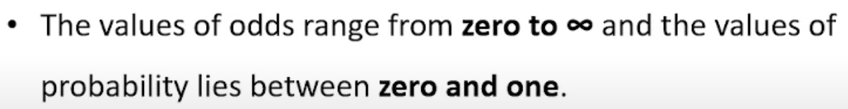 • The values of odds range from zero to ∞ and the values of
probability lies between zero and one.